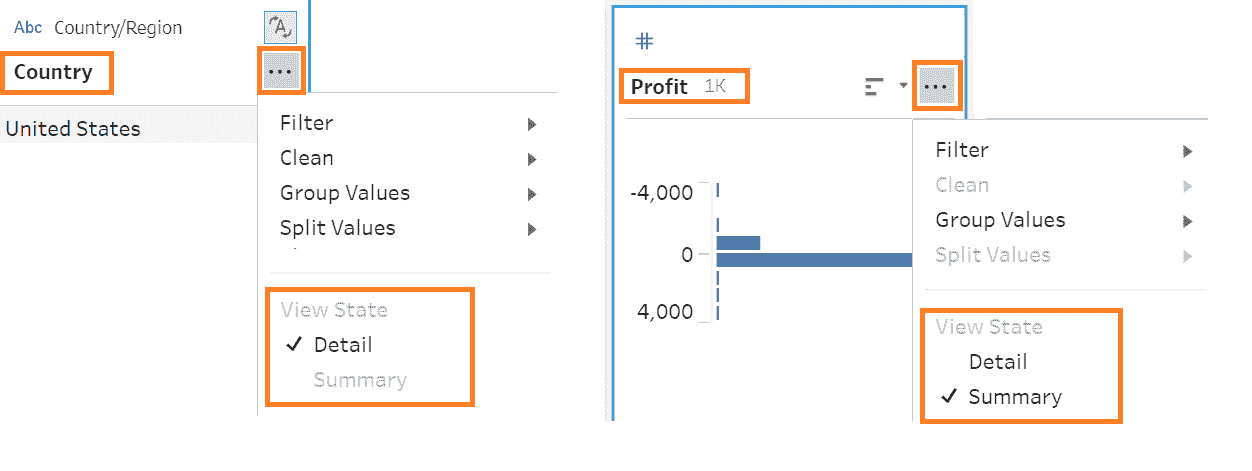 Abc Country/Region
Country
United States
Filter
Clean
Group Values
Split Values
View State
Detail
Summary
#
Profit 1K
-4,000
0
4,000
Filter
Clean
Group Values
Split Values
View State
Detail
Summary